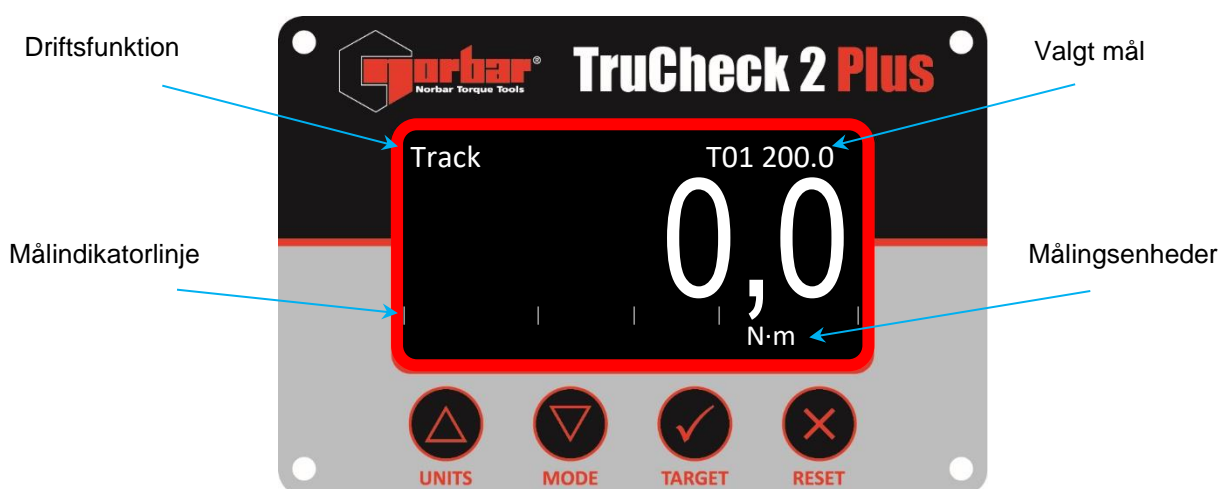 Driftsfunktion
Valgt mål
Norbar®
Norbar Torque Tools
TruCheck 2 Plus
Track
T01 200.0
0,0
Målindikatorlinje
Målingsenheder
N·m
UNITS
MODE
TARGET
RESET